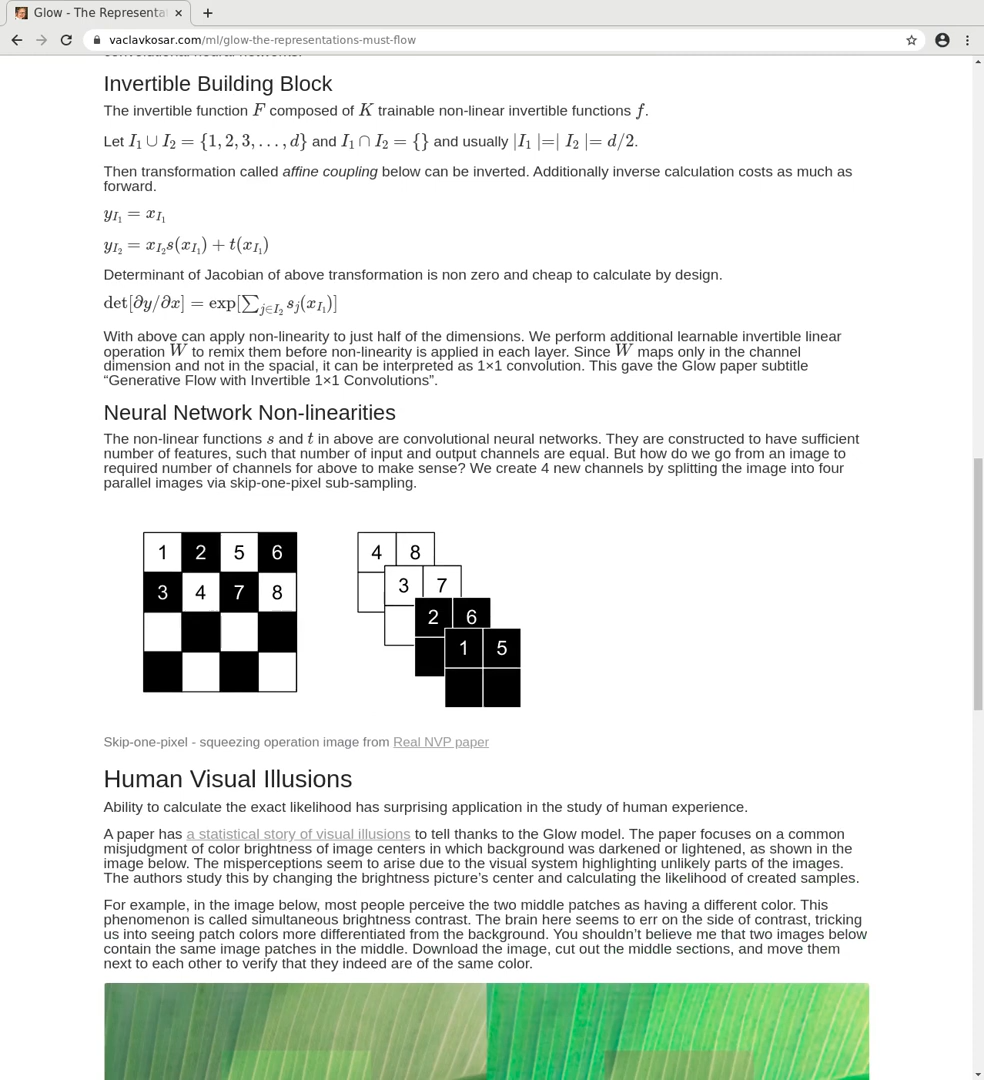 Glow - The Representa
vaclavkosar.com/ml/glow-the-representations-must-flow
Invertible Building Block
The invertible function F composed of K trainable non-linear invertible functions f.
Let I₁ ∪ I₂ = {1, 2, 3, . . . , d} and I₁ ∩ I₂ = {} and usually |I₁ |=| I₂ |= d/2.
Then transformation called affine coupling below can be inverted. Additionally inverse calculation costs as much as
forward.
y_{I₁} = x_{I₁}
y_{I₂} = x_{I₂}s(x_{I₁}) + t(x_{I₁})
Determinant of Jacobian of above transformation is non zero and cheap to calculate by design.
det[∂y/∂x] = exp[∑_{j∈I₂} s_j(x_{I₁})]
With above can apply non-linearity to just half of the dimensions. We perform additional learnable invertible linear
operation W to remix them before non-linearity is applied in each layer. Since W maps only in the channel
dimension and not in the spacial, it can be interpreted as 1×1 convolution. This gave the Glow paper subtitle
“Generative Flow with Invertible 1×1 Convolutions”.
Neural Network Non-linearities
The non-linear functions s and t in above are convolutional neural networks. They are constructed to have sufficient
number of features, such that number of input and output channels are equal. But how do we go from an image to
required number of channels for above to make sense? We create 4 new channels by splitting the image into four
parallel images via skip-one-pixel sub-sampling.
1 2 5 6
3 4 7 8
4 8
3 7
2 6
1 5
Skip-one-pixel - squeezing operation image from Real NVP paper
Human Visual Illusions
Ability to calculate the exact likelihood has surprising application in the study of human experience.
A paper has a statistical story of visual illusions to tell thanks to the Glow model. The paper focuses on a common
misjudgment of color brightness of image centers in which background was darkened or lightened, as shown in the
image below. The misperceptions seem to arise due to the visual system highlighting unlikely parts of the images.
The authors study this by changing the brightness picture’s center and calculating the likelihood of created samples.
For example, in the image below, most people perceive the two middle patches as having a different color. This
phenomenon is called simultaneous brightness contrast. The brain here seems to err on the side of contrast, tricking
us into seeing patch colors more differentiated from the background. You shouldn’t believe me that two images below
contain the same image patches in the middle. Download the image, cut out the middle sections, and move them
next to each other to verify that they indeed are of the same color.